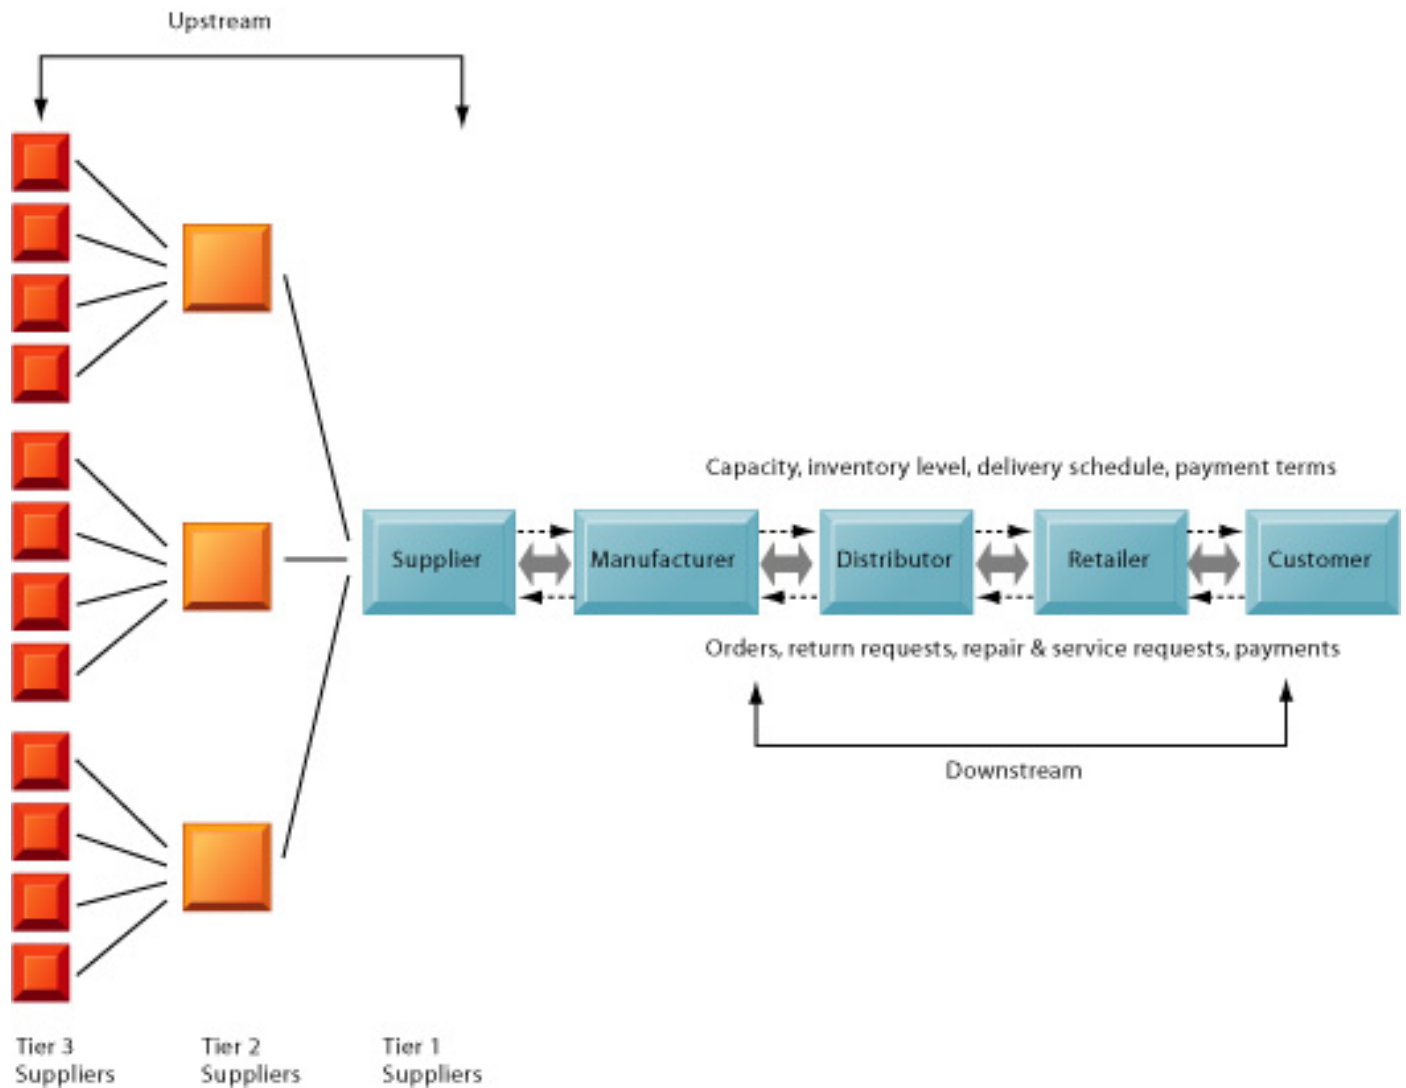 Upstream
Capacity, inventory level, delivery schedule, payment terms
Supplier
Manufacturer
Distributor
Retailer
Customer
Orders, return requests, repair & service requests, payments
Downstream
Tier 3
Suppliers
Tier 2
Suppliers
Tier 1
Suppliers